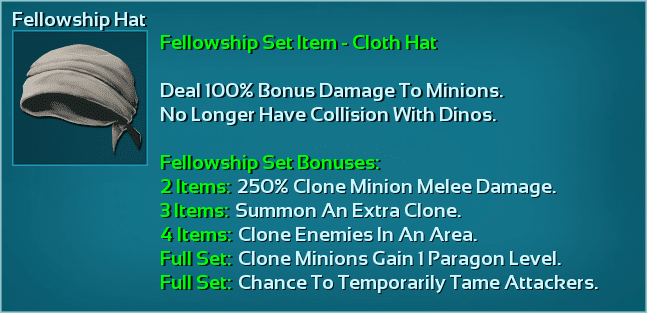 Fellowship Hat
Fellowship Set Item - Cloth Hat
Deal 100% Bonus Damage To Minions.
No Longer Have Collision With Dinos.
Fellowship Set Bonuses:
2 Items: 250% Clone Minion Melee Damage.
3 Items: Summon An Extra Clone.
4 Items: Clone Enemies In An Area.
Full Set: Clone Minions Gain 1 Paragon Level.
Full Set: Chance To Temporarily Tame Attackers.